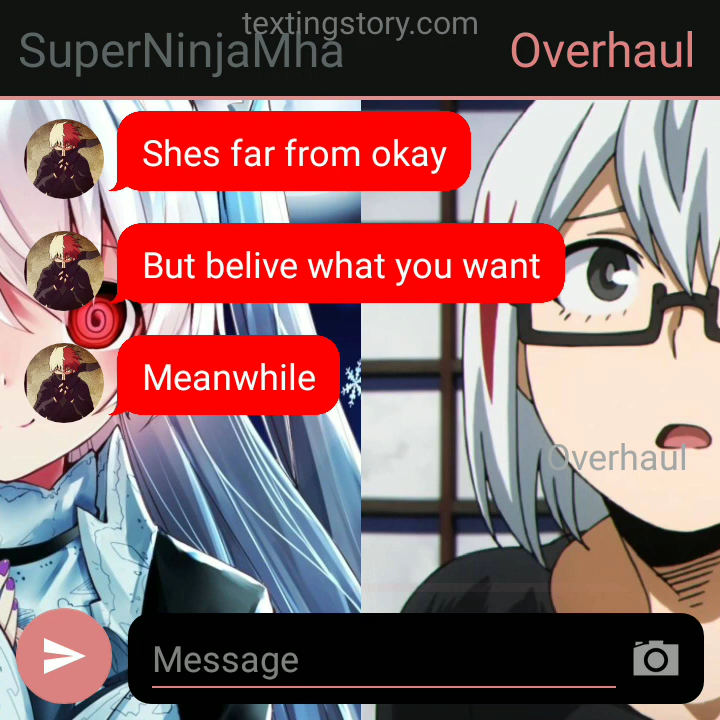 textingstory.com
SuperNinjaMha
Overhaul
Shes far from okay
But belive what you want
Meanwhile
Overhaul
Message